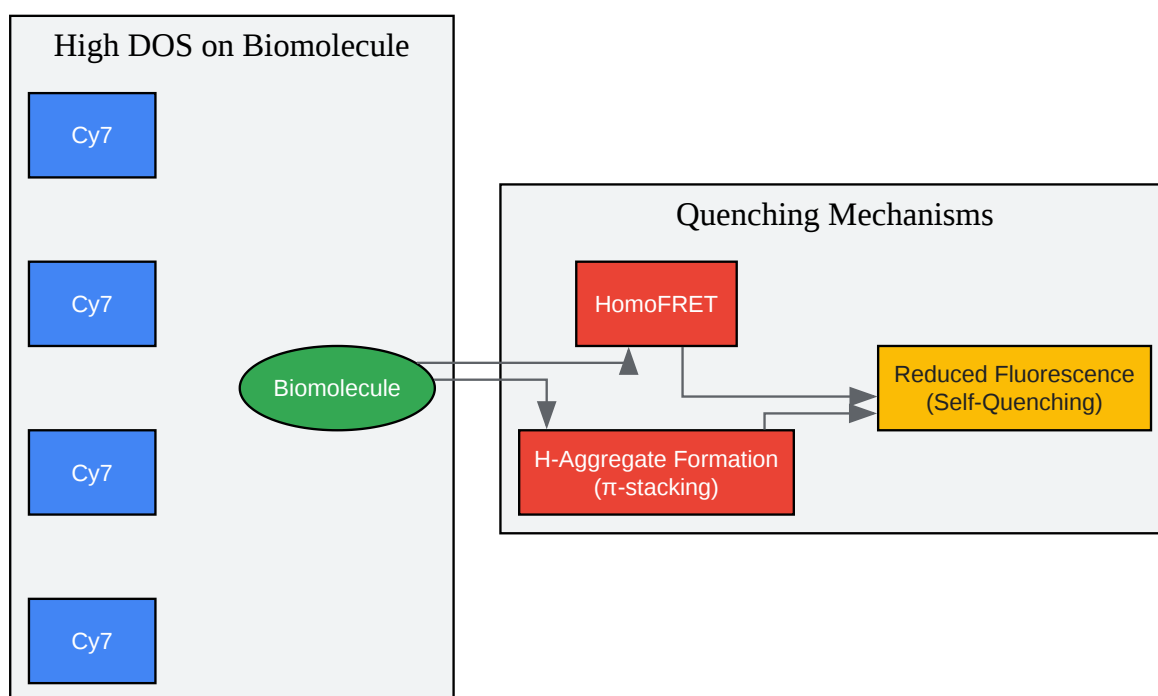 High DOS on Biomolecule
Cy7
Cy7
Biomolecule
Cy7
Cy7
Quenching Mechanisms
HomoFRET
H-Aggregate Formation
(π-stacking)
Reduced Fluorescence
(Self-Quenching)